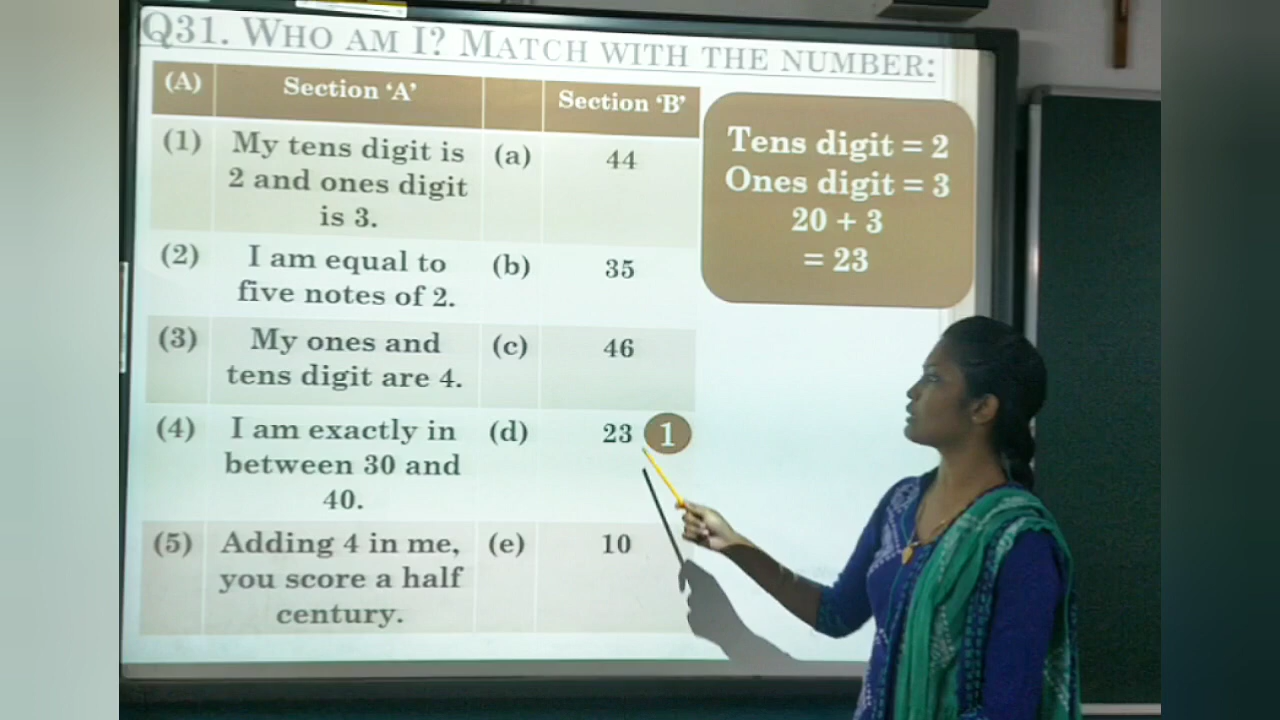 Q31. WHO AM I? MATCH WITH THE NUMBER:
(A) Section ‘A’ Section ‘B’
(1) My tens digit is (a) 44
2 and ones digit
is 3.
(2) I am equal to (b) 35
five notes of 2.
(3) My ones and (c) 46
tens digit are 4.
(4) I am exactly in (d) 23 1
between 30 and
40.
(5) Adding 4 in me, (e) 10
you score a half
century.
Tens digit = 2
Ones digit = 3
20 + 3
= 23